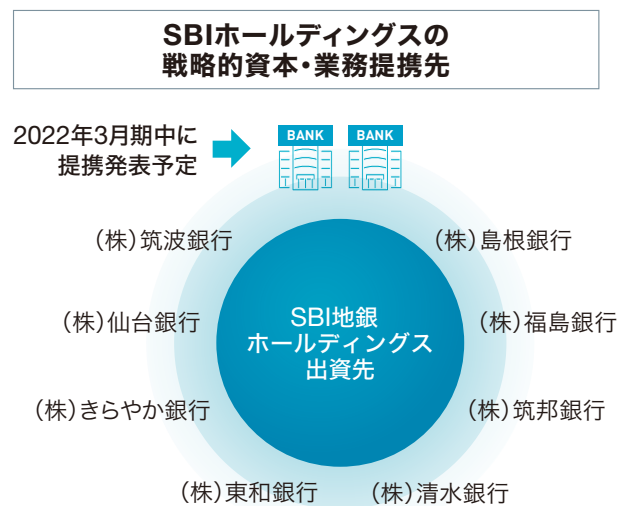 SBIホールディングスの
戦略的資本・業務提携先
2022年3月期中に
提携発表予定
BANK
BANK
(株)筑波銀行
(株)島根銀行
(株)仙台銀行
(株)福島銀行
(株)きらやか銀行
(株)筑邦銀行
(株)東和銀行
(株)清水銀行
SBI地銀
ホールディングス
出資先